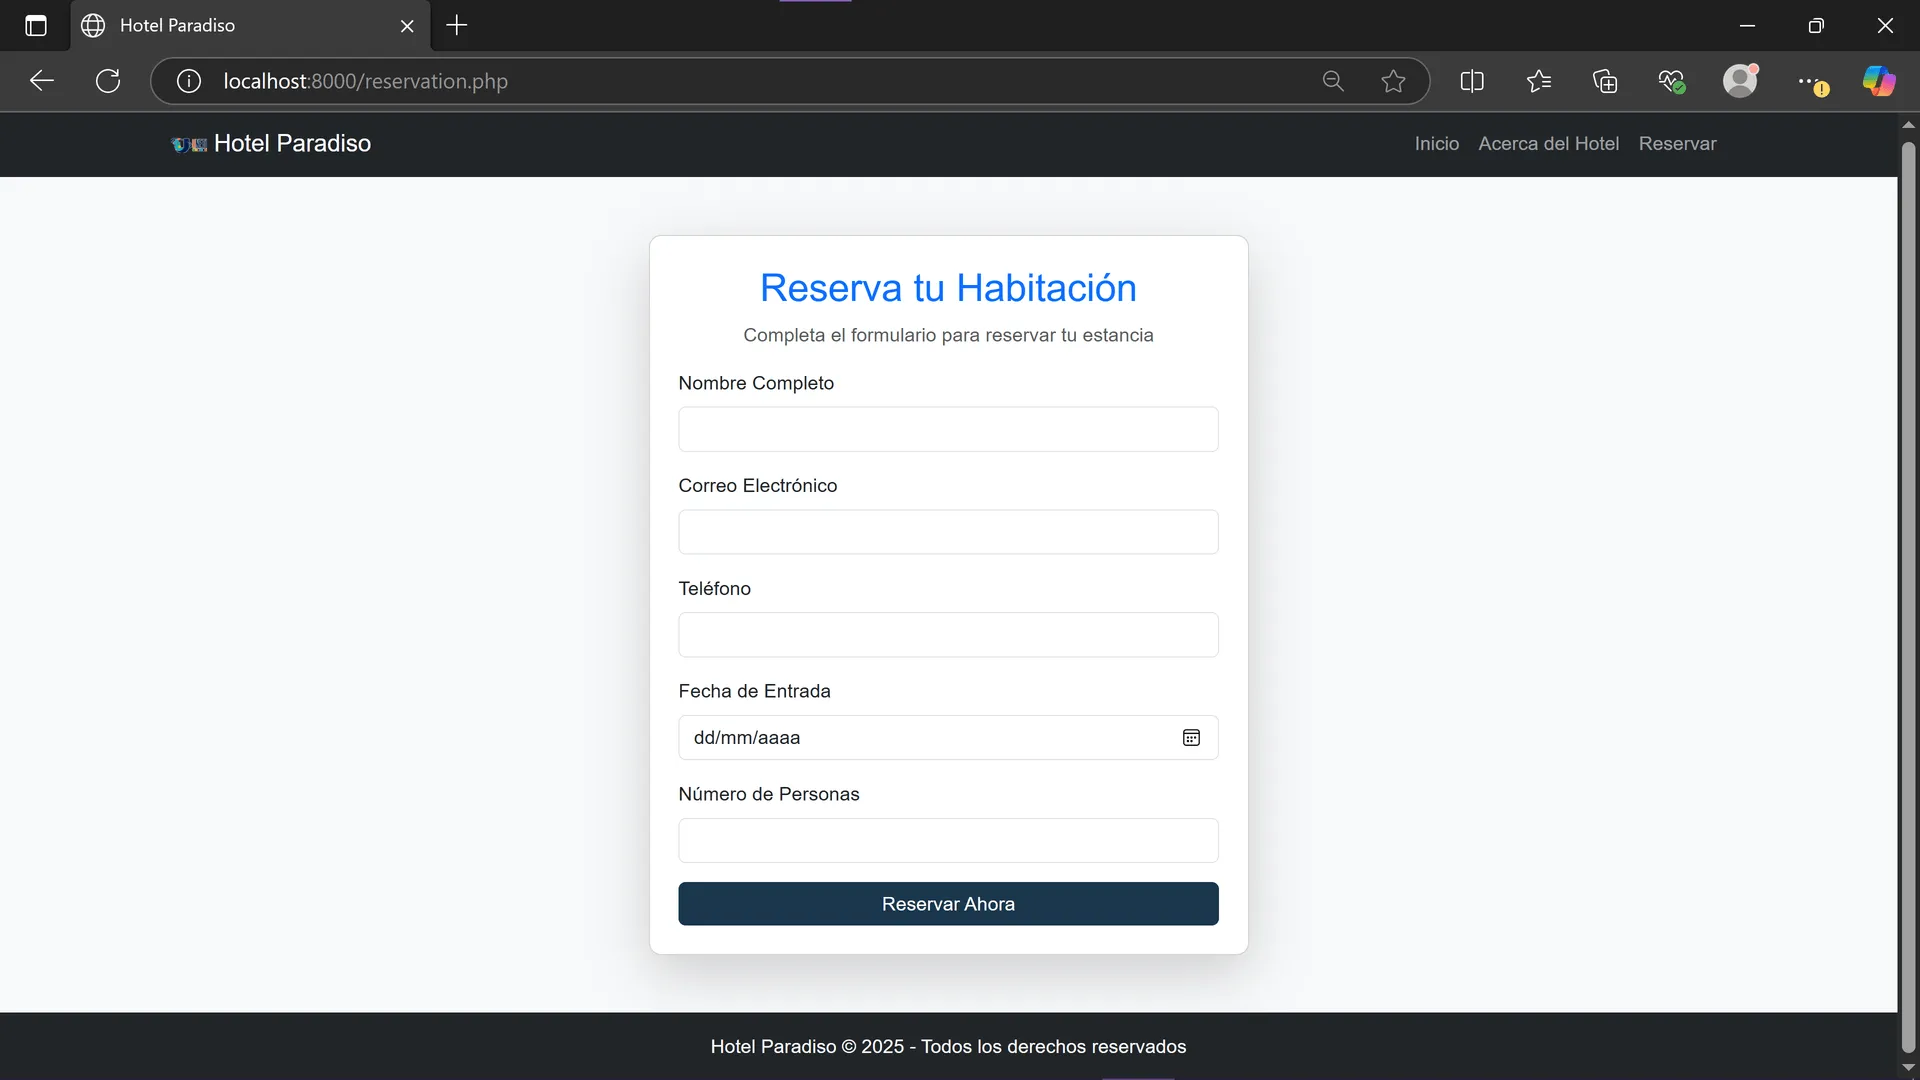 Hotel Paradiso
localhost:8000/reservation.php
Hotel Paradiso
Inicio Acerca del Hotel Reservar
Reserva tu Habitación
Completa el formulario para reservar tu estancia
Nombre Completo
Correo Electrónico
Teléfono
Fecha de Entrada
dd/mm/aaaa
Número de Personas
Reservar Ahora
Hotel Paradiso © 2025 - Todos los derechos reservados